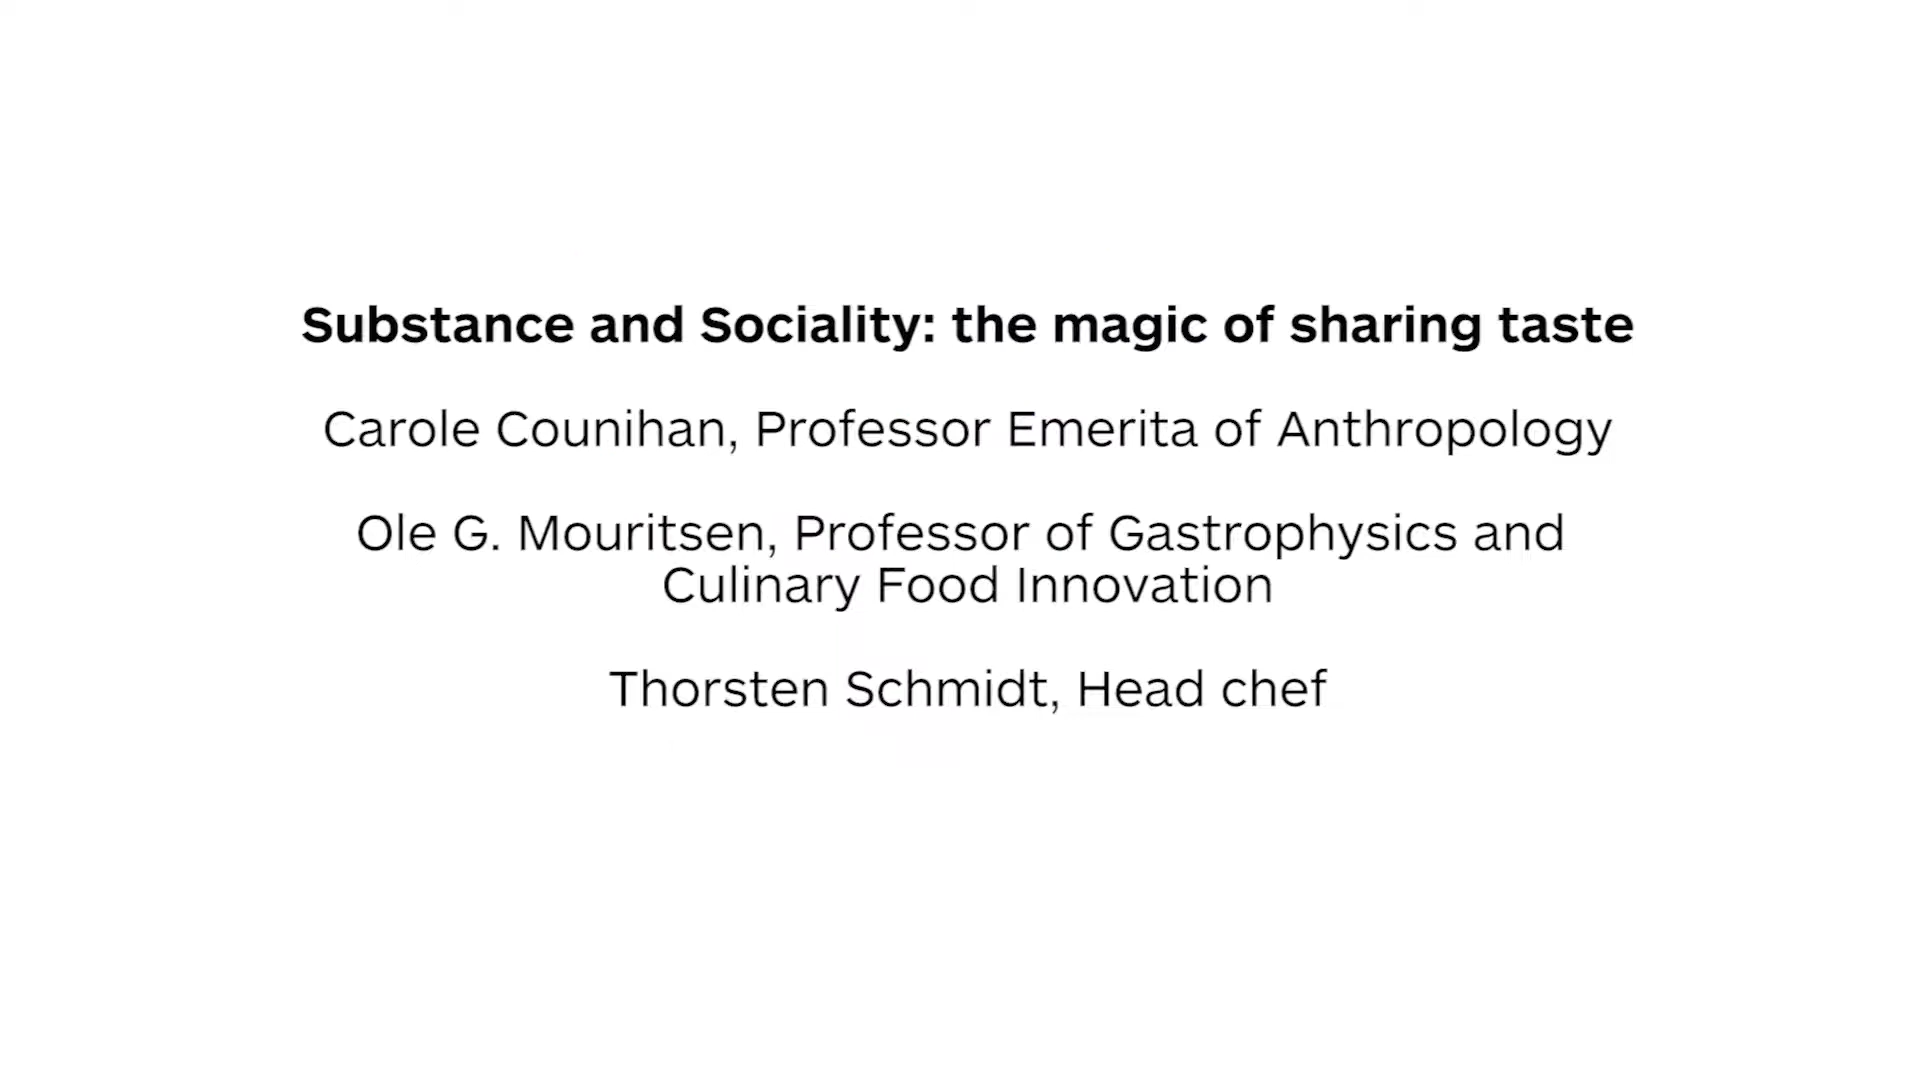 Substance and Sociality: the magic of sharing taste
Carole Counihan, Professor Emerita of Anthropology
Ole G. Mouritsen, Professor of Gastrophysics and
Culinary Food Innovation
Thorsten Schmidt, Head chef